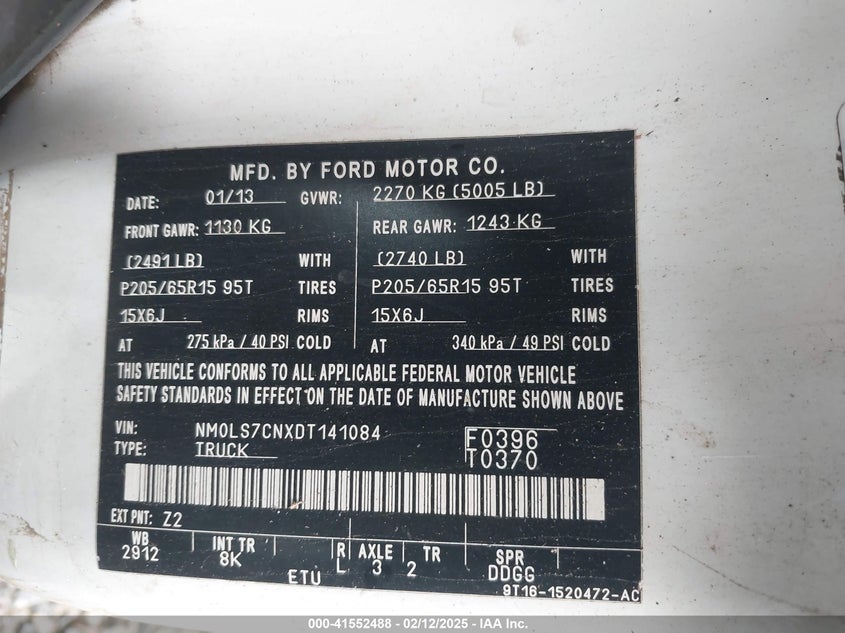 MFD. BY FORD MOTOR CO.
DATE: 01/13 GVWR: 2270 KG (5005 LB)
FRONT GAWR: 1130 KG REAR GAWR: 1243 KG
(2491 LB) WITH (2740 LB) WITH
P205/65R15 95T TIRES P205/65R15 95T TIRES
15X6J RIMS 15X6J RIMS
AT 275 kPa / 40 PSI COLD AT 340 kPa / 49 PSI COLD
THIS VEHICLE CONFORMS TO ALL APPLICABLE FEDERAL MOTOR VEHICLE
SAFETY STANDARDS IN EFFECT ON THE DATE OF MANUFACTURE SHOWN ABOVE
VIN: NM0LS7CNXDT141084 F0396
TYPE: TRUCK T0370
EXT PNT: Z2
WB INT TR R AXLE TR SPR
2912 8K L 3 2 DDGG
ETU 9T16-1520472-AC
000-41552488 - 02/12/2025 - IAA Inc.